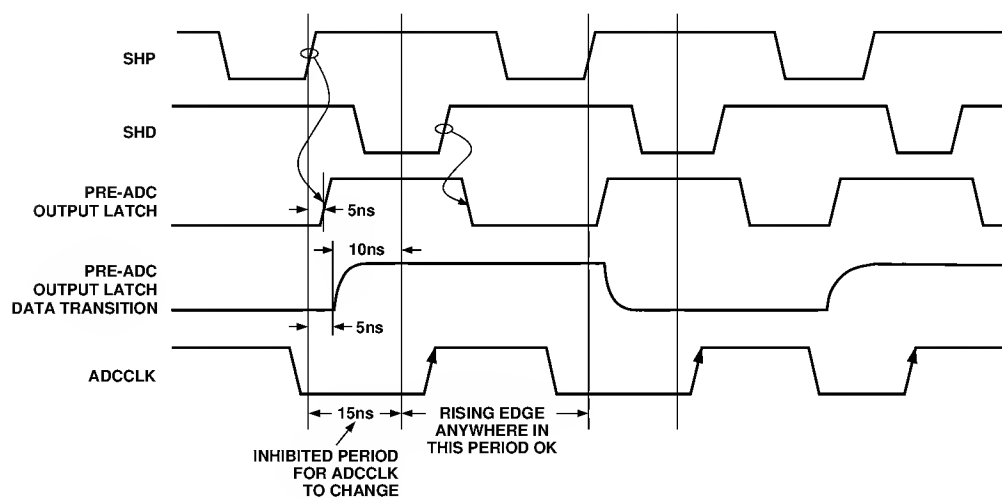 SHP
SHD
PRE-ADC
OUTPUT LATCH
5ns
10ns
PRE-ADC
OUTPUT LATCH
DATA TRANSITION
5ns
ADCCLK
15ns
RISING EDGE
ANYWHERE IN
THIS PERIOD OK
INHIBITED PERIOD
FOR ADCCLK
TO CHANGE